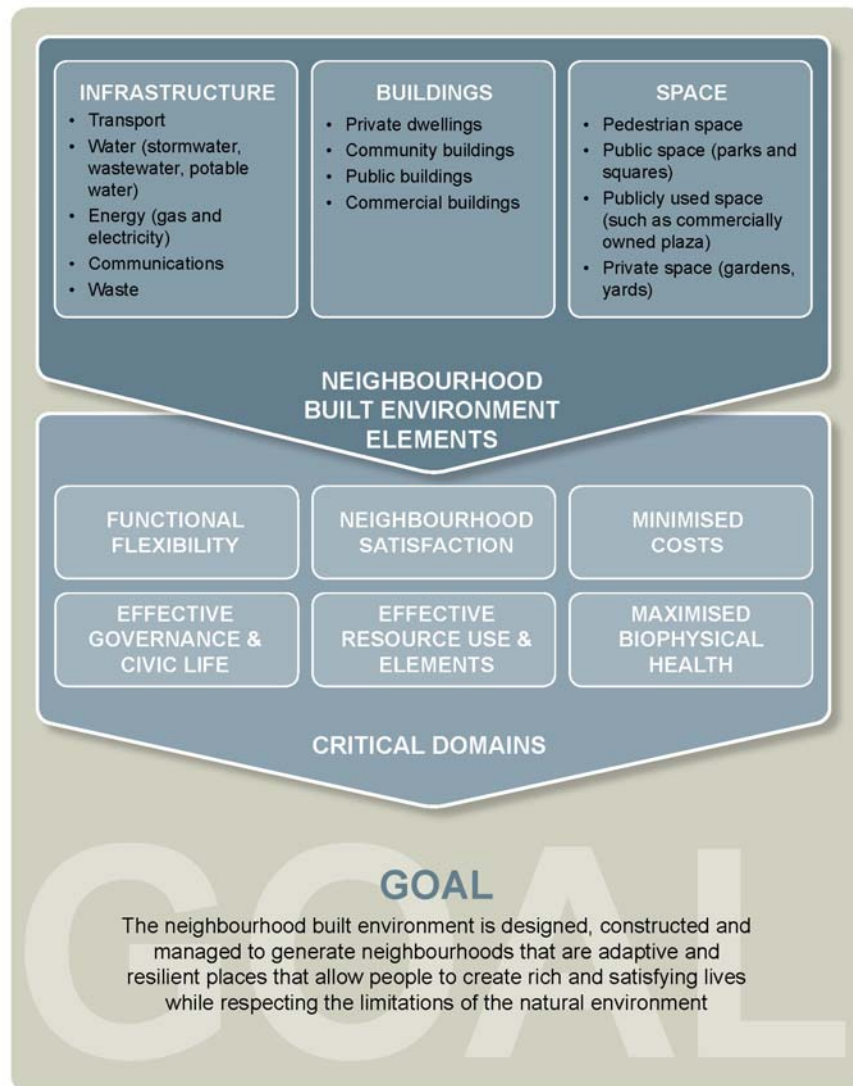 INFRASTRUCTURE
• Transport
• Water (stormwater,
wastewater, potable
water)
• Energy (gas and
electricity)
• Communications
• Waste
BUILDINGS
• Private dwellings
• Community buildings
• Public buildings
• Commercial buildings
SPACE
• Pedestrian space
• Public space (parks and
squares)
• Publicly used space
(such as commercially
owned plaza)
• Private space (gardens,
yards)
NEIGHBOURHOOD
BUILT ENVIRONMENT
ELEMENTS
FUNCTIONAL
FLEXIBILITY
NEIGHBOURHOOD
SATISFACTION
MINIMISED
COSTS
EFFECTIVE
GOVERNANCE &
CIVIC LIFE
EFFECTIVE
RESOURCE USE &
ELEMENTS
MAXIMISED
BIOPHYSICAL
HEALTH
CRITICAL DOMAINS
GOAL
GOAL
The neighbourhood built environment is designed, constructed and
managed to generate neighbourhoods that are adaptive and
resilient places that allow people to create rich and satisfying lives
while respecting the limitations of the natural environment